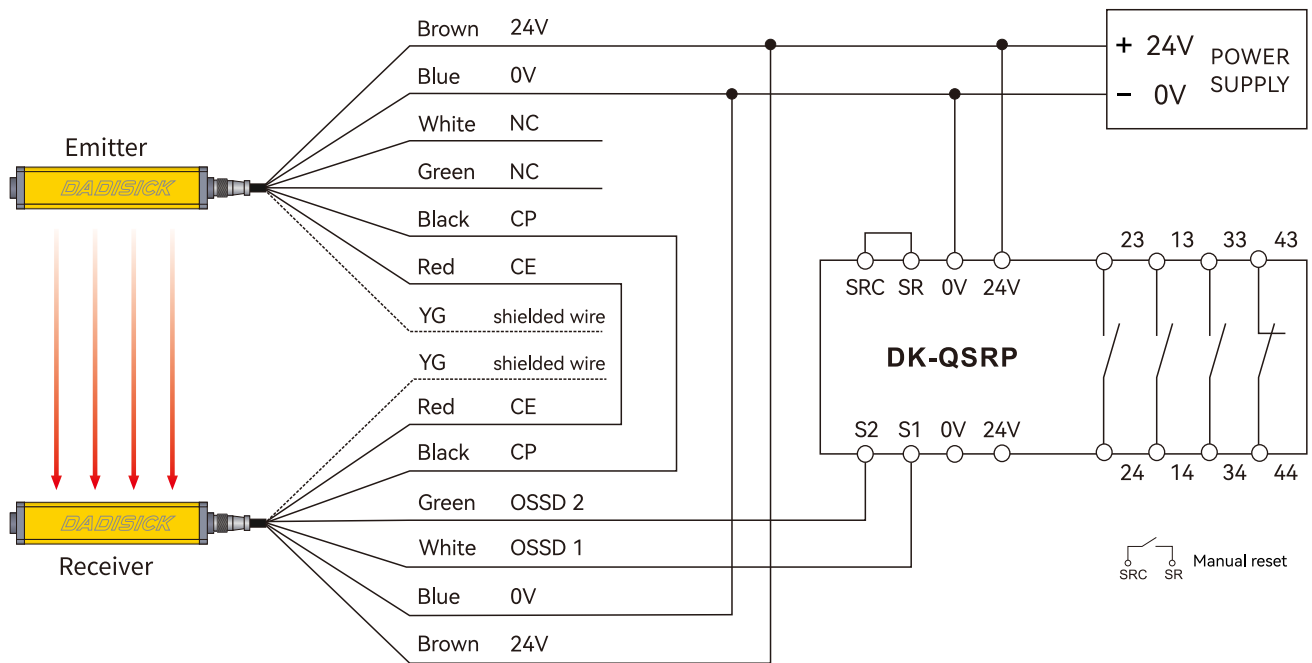 Brown 24V
Blue 0V
White NC
Green NC
Black CP
Red CE
YG shielded wire
YG shielded wire
Red CE
Black CP
Green OSSD 2
White OSSD 1
Blue 0V
Brown 24V
Emitter
DADISICK
DADISICK
Receiver
+ 24V
− 0V
POWER
SUPPLY
23 13 33 43
SRC SR 0V 24V
DK-QSRP
S2 S1 0V 24V
24 14 34 44
SRC SR Manual reset